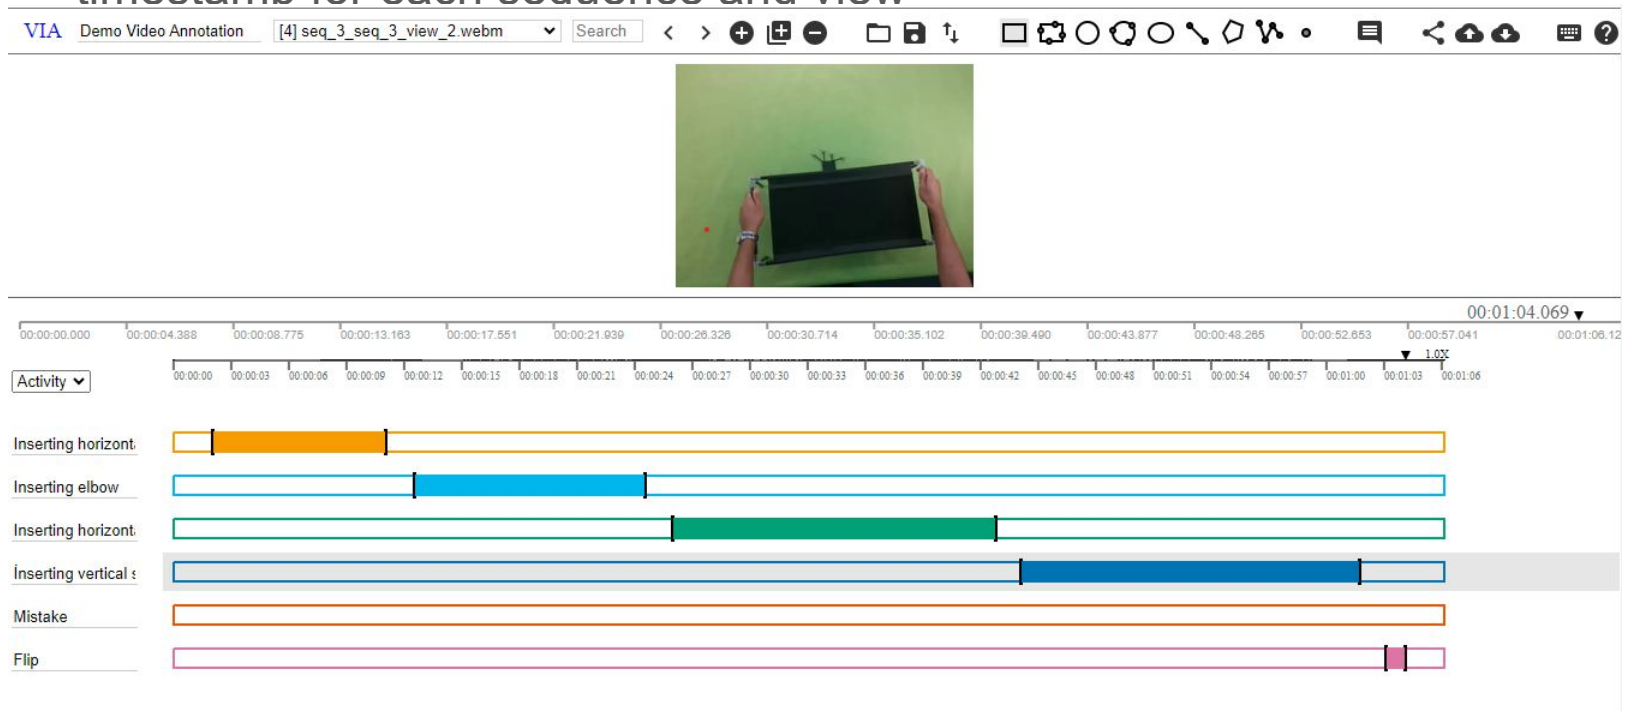 timestamb for each sequence and view
VIA Demo Video Annotation [4] seq_3_seq_3_view_2.webm Search
00:01:04.069
00:00:00.000 00:00:04.388 00:00:08.775 00:00:13.163 00:00:17.551 00:00:21.939 00:00:26.326 00:00:30.714 00:00:35.102 00:00:39.490 00:00:43.877 00:00:48.265 00:00:52.653 00:00:57.041 00:01:06.12
1.0X
Activity 00:00:00 00:00:03 00:00:06 00:00:09 00:00:12 00:00:15 00:00:18 00:00:21 00:00:24 00:00:27 00:00:30 00:00:33 00:00:36 00:00:39 00:00:42 00:00:45 00:00:48 00:00:51 00:00:54 00:00:57 00:01:00 00:01:03 00:01:06
Inserting horizont
Inserting elbow
Inserting horizont
Inserting vertical s
Mistake
Flip